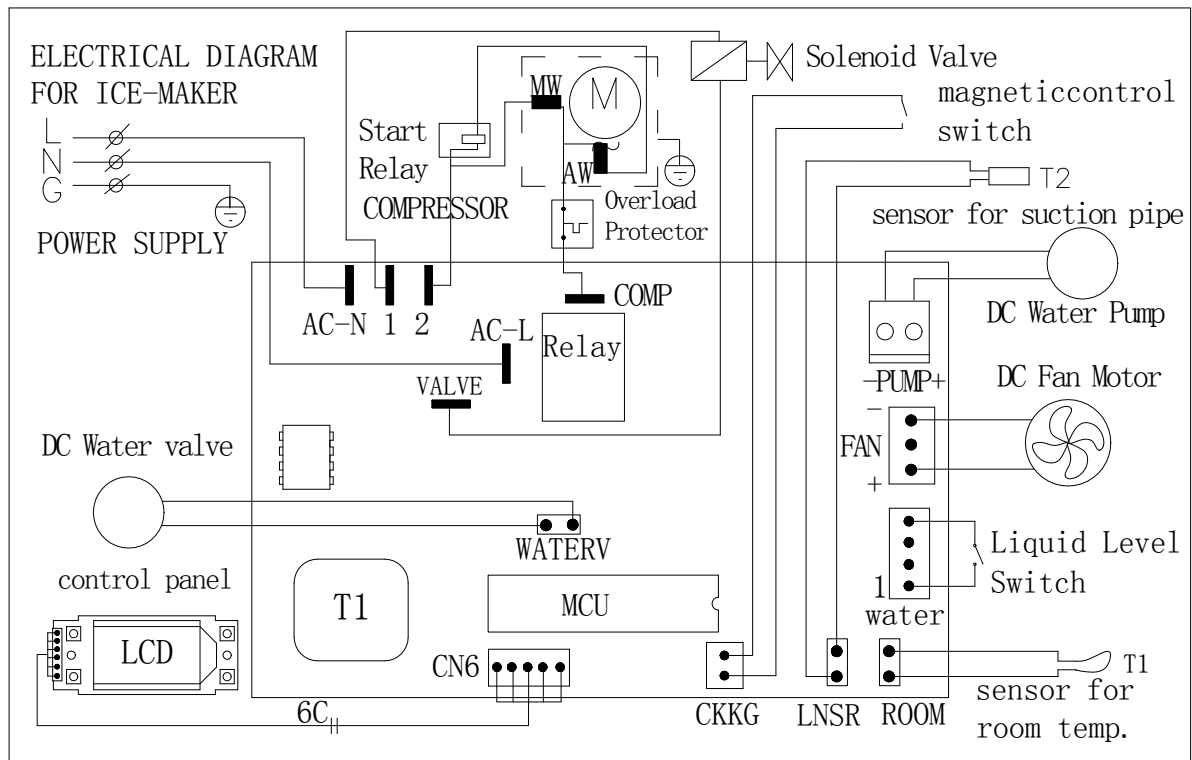 ELECTRICAL DIAGRAM
FOR ICE-MAKER
L
N
G
POWER SUPPLY
Start
Relay
COMPRESSOR
MW
M
~
AW
Overload
Protector
Solenoid Valve
magneticcontrol
switch
T2
sensor for suction pipe
DC Water Pump
AC-N 1 2
COMP
AC-L
Relay
VALVE
-PUMP+
DC Fan Motor
-
FAN
+
DC Water valve
WATERV
Liquid Level
Switch
1
water
control panel
LCD
T1
MCU
CN6
6C
CKKG
LNSR
ROOM
T1
sensor for
room temp.